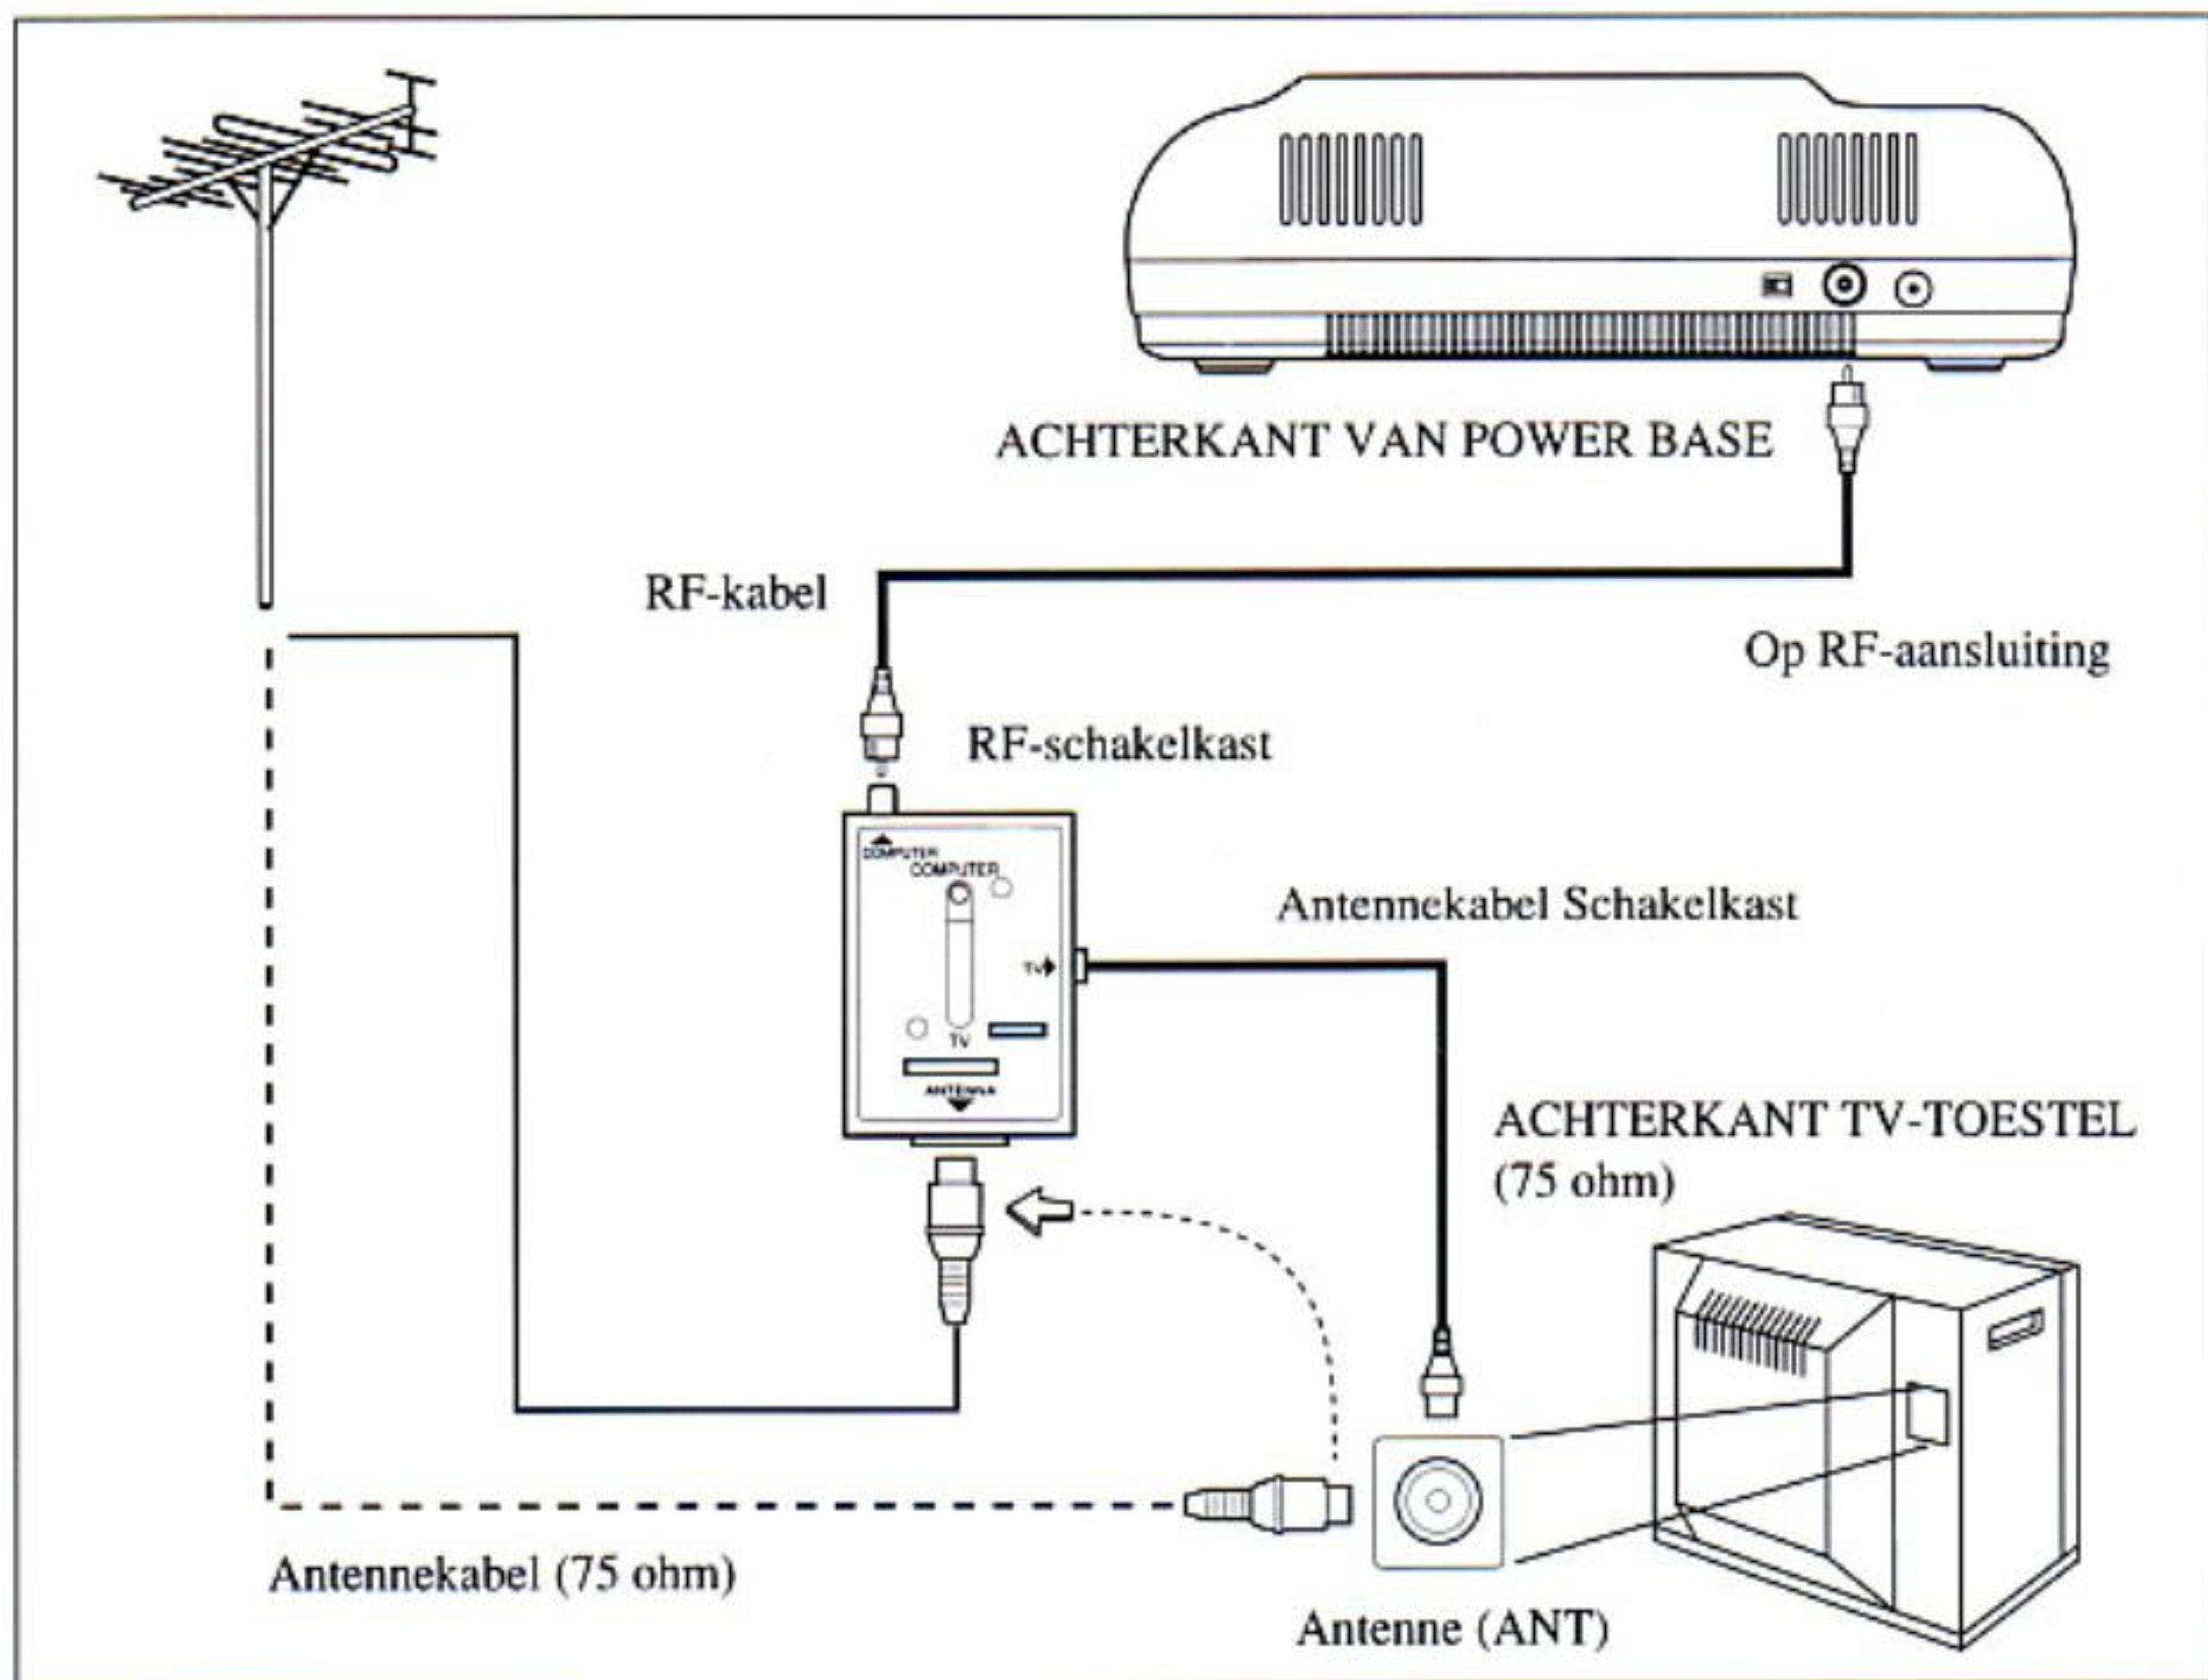 ACHTERKANT VAN POWER BASE
RF-kabel
Op RF-aansluiting
RF-schakelkast
COMPUTER
COMPUTER
Antennekabel Schakelkast
TV
TV
ANTENNA
ACHTERKANT TV-TOESTEL
(75 ohm)
Antennekabel (75 ohm)
Antenne (ANT)